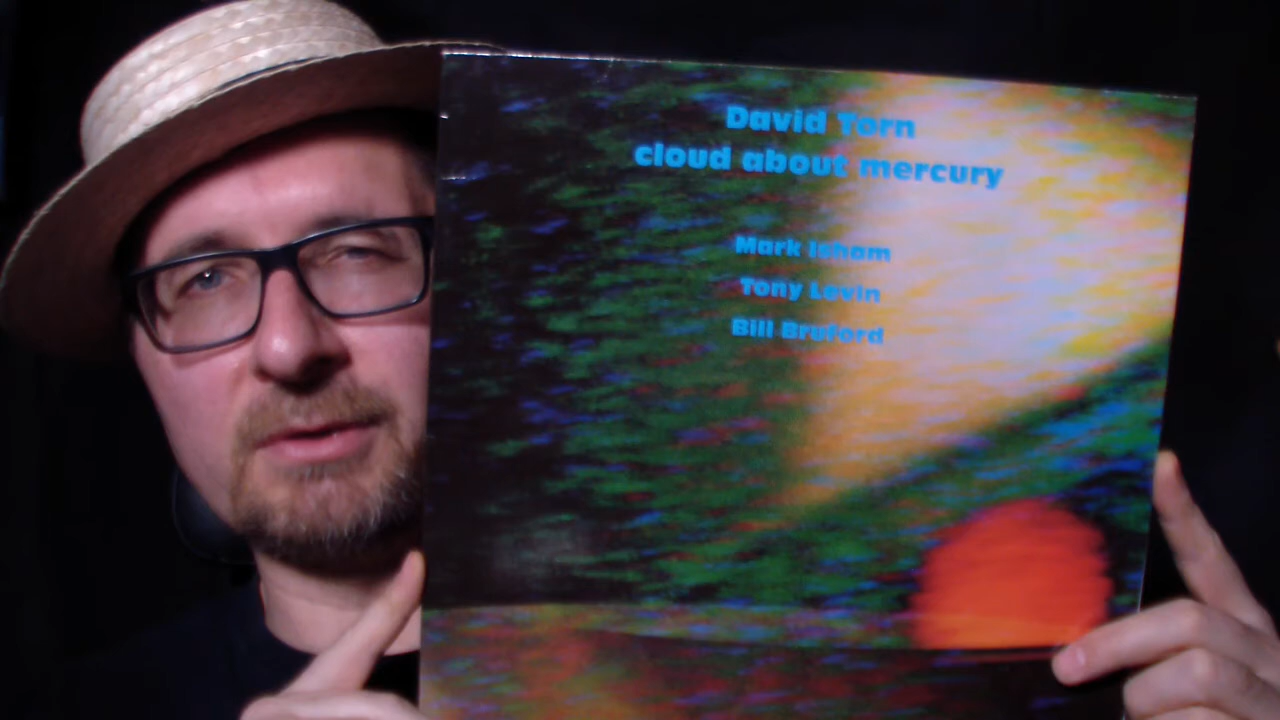 David Torn
cloud about mercury
Mark Isham
Tony Levin
Bill Bruford